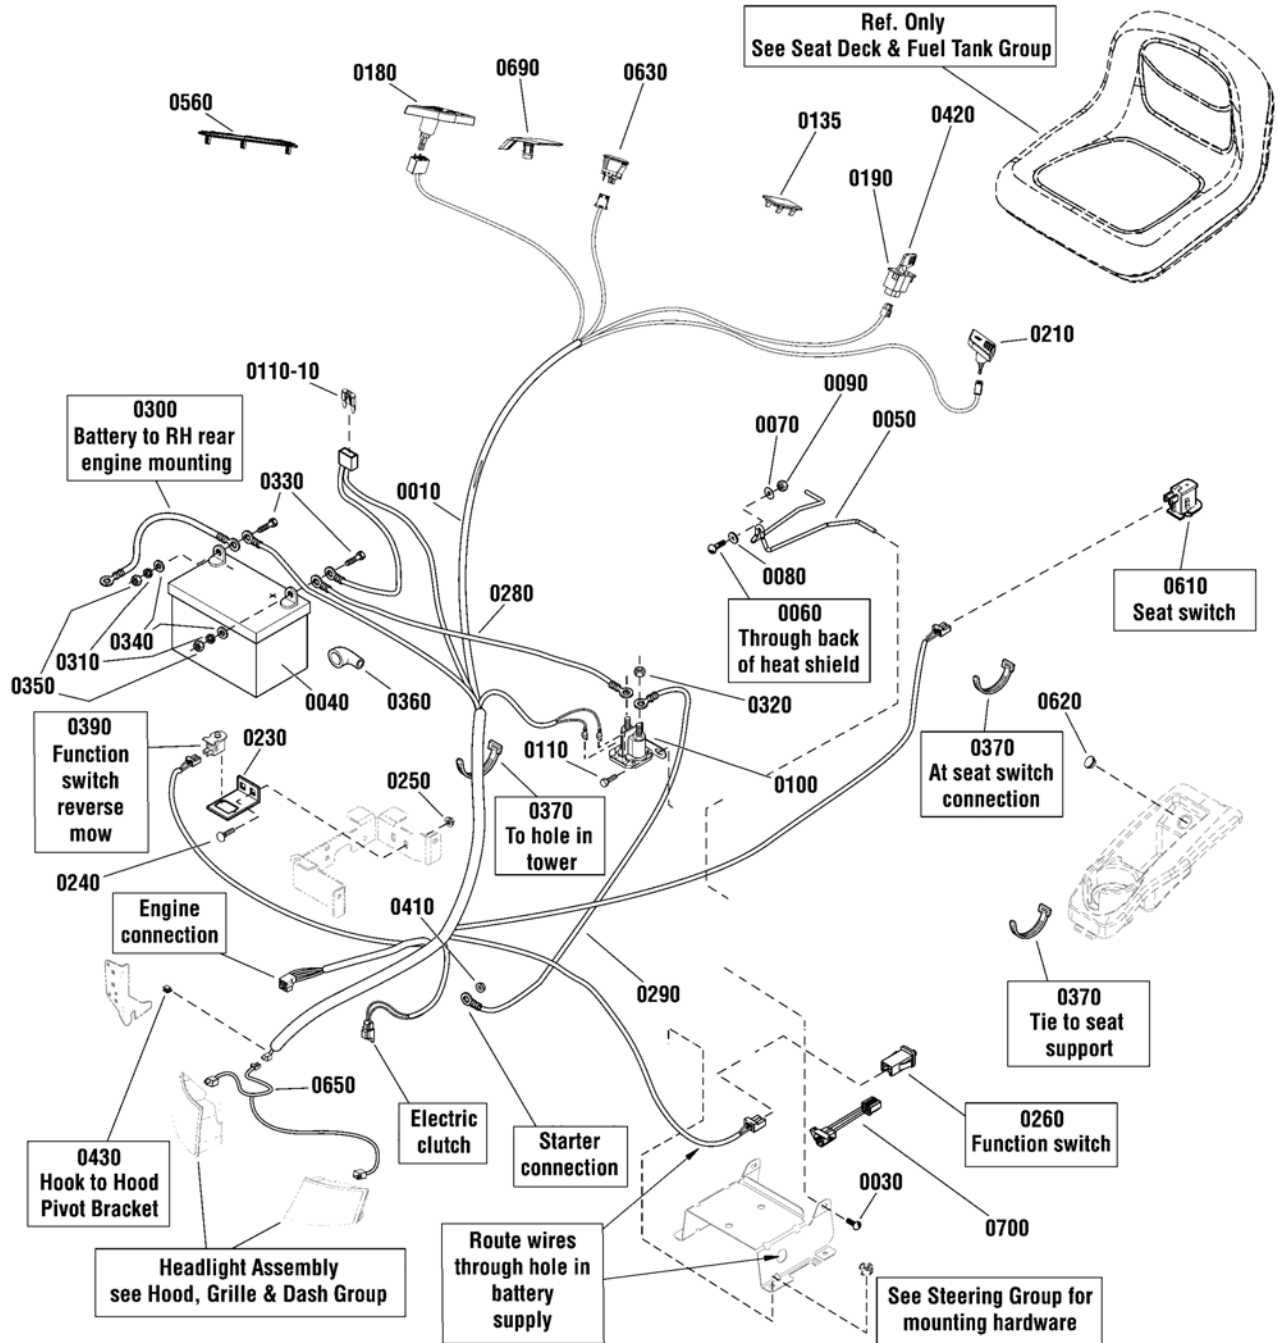 Ref. Only
See Seat Deck & Fuel Tank Group
0180
0690
0630
0560
0135
0420
0190
0210
0110-10
0090
0300
Battery to RH rear
engine mounting
0070
0050
0330
0010
0080
0610
Seat switch
0280
0060
Through back
of heat shield
0340
0310
0350
0040
0360
0320
0390
Function
switch
reverse
mow
0230
0620
0110
0100
0370
At seat switch
connection
0250
0370
To hole in
tower
0240
Engine
connection
0410
0290
0370
Tie to seat
support
0650
Electric
clutch
Starter
connection
0260
Function switch
0430
Hook to Hood
Pivot Bracket
0030
0700
Route wires
through hole in
battery
supply
Headlight Assembly
see Hood, Grille & Dash Group
See Steering Group for
mounting hardware